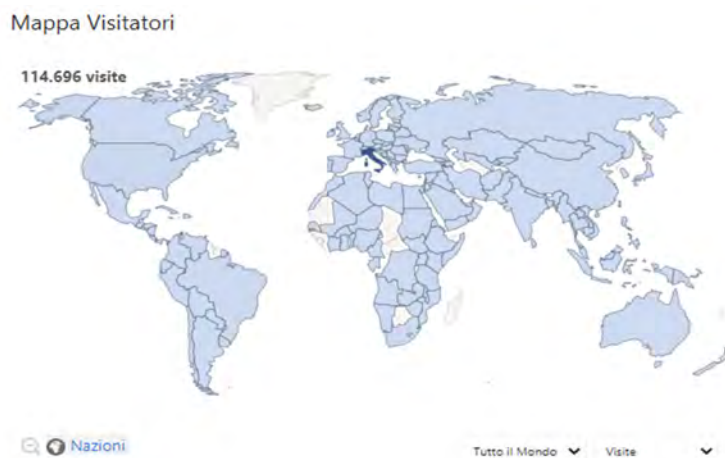 Mappa Visitatori
114.696 visite
Nazioni
Tutto il Mondo
Visite